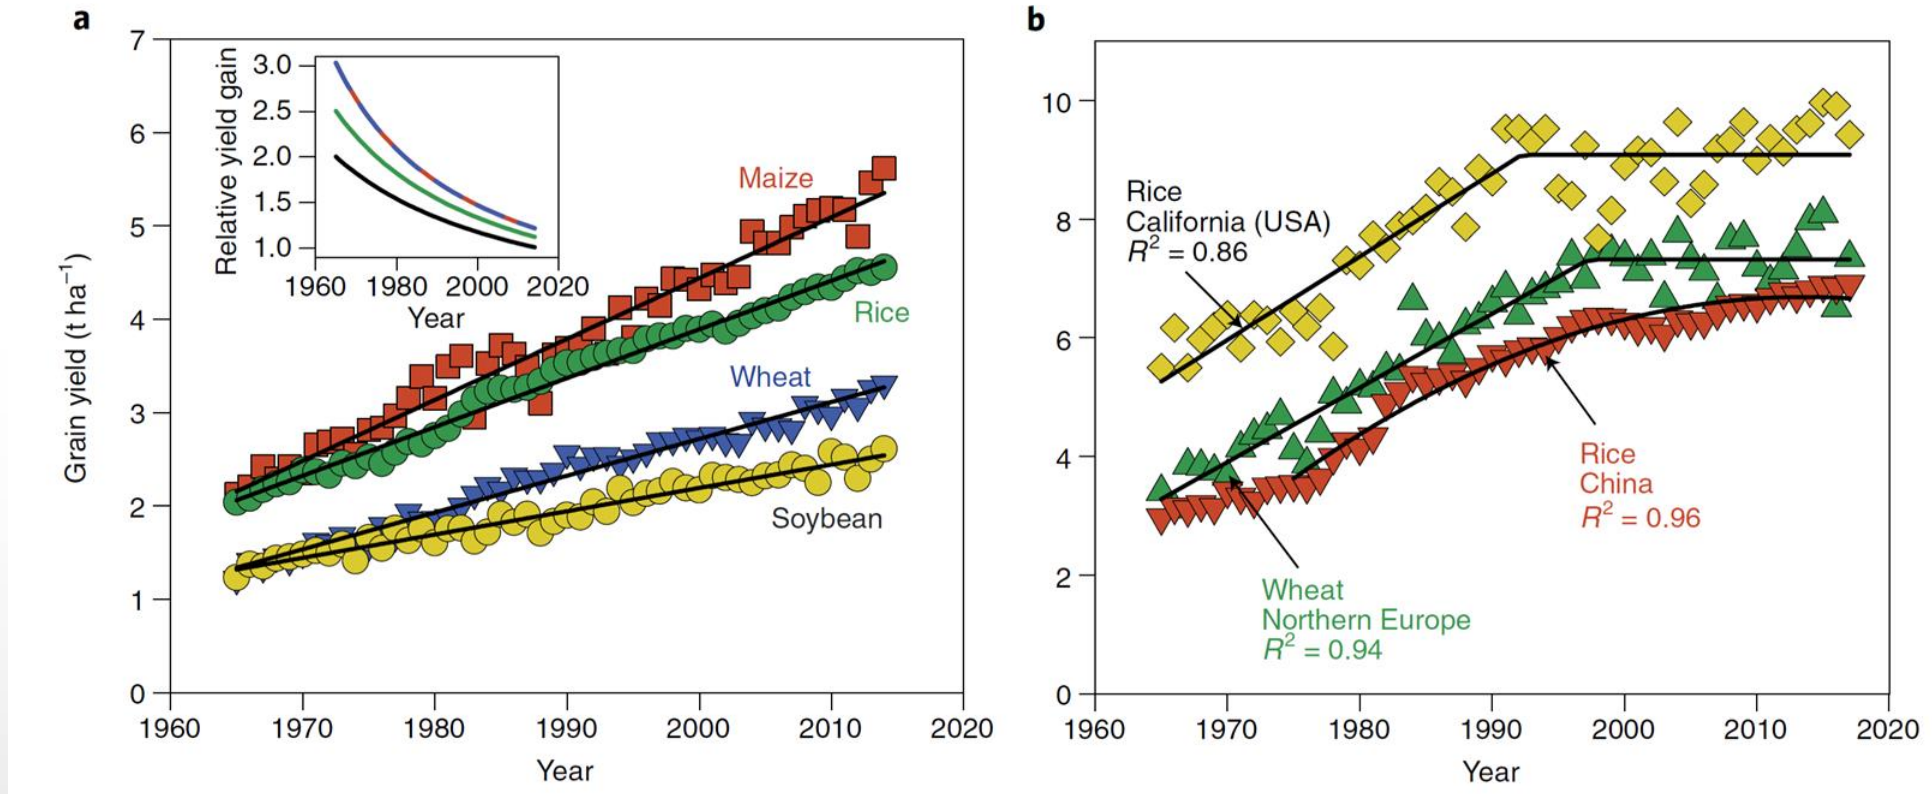 a
7
6
5
4
3
2
1
0
Grain yield (t ha⁻¹)
1960 1970 1980 1990 2000 2010 2020
Year
3.0
2.5
2.0
1.5
1.0
Relative yield gain
1960 1980 2000 2020
Year
Maize
Rice
Wheat
Soybean
b
10
8
6
4
2
0
1960 1970 1980 1990 2000 2010 2020
Year
Rice
California (USA)
R² = 0.86
Rice
China
R² = 0.96
Wheat
Northern Europe
R² = 0.94